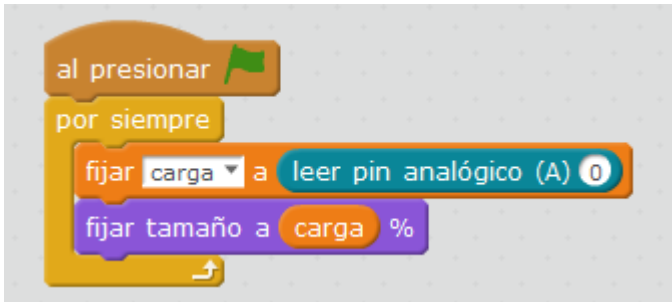 al presionar
por siempre
fijar carga a leer pin analógico (A) 0
fijar tamaño a carga %